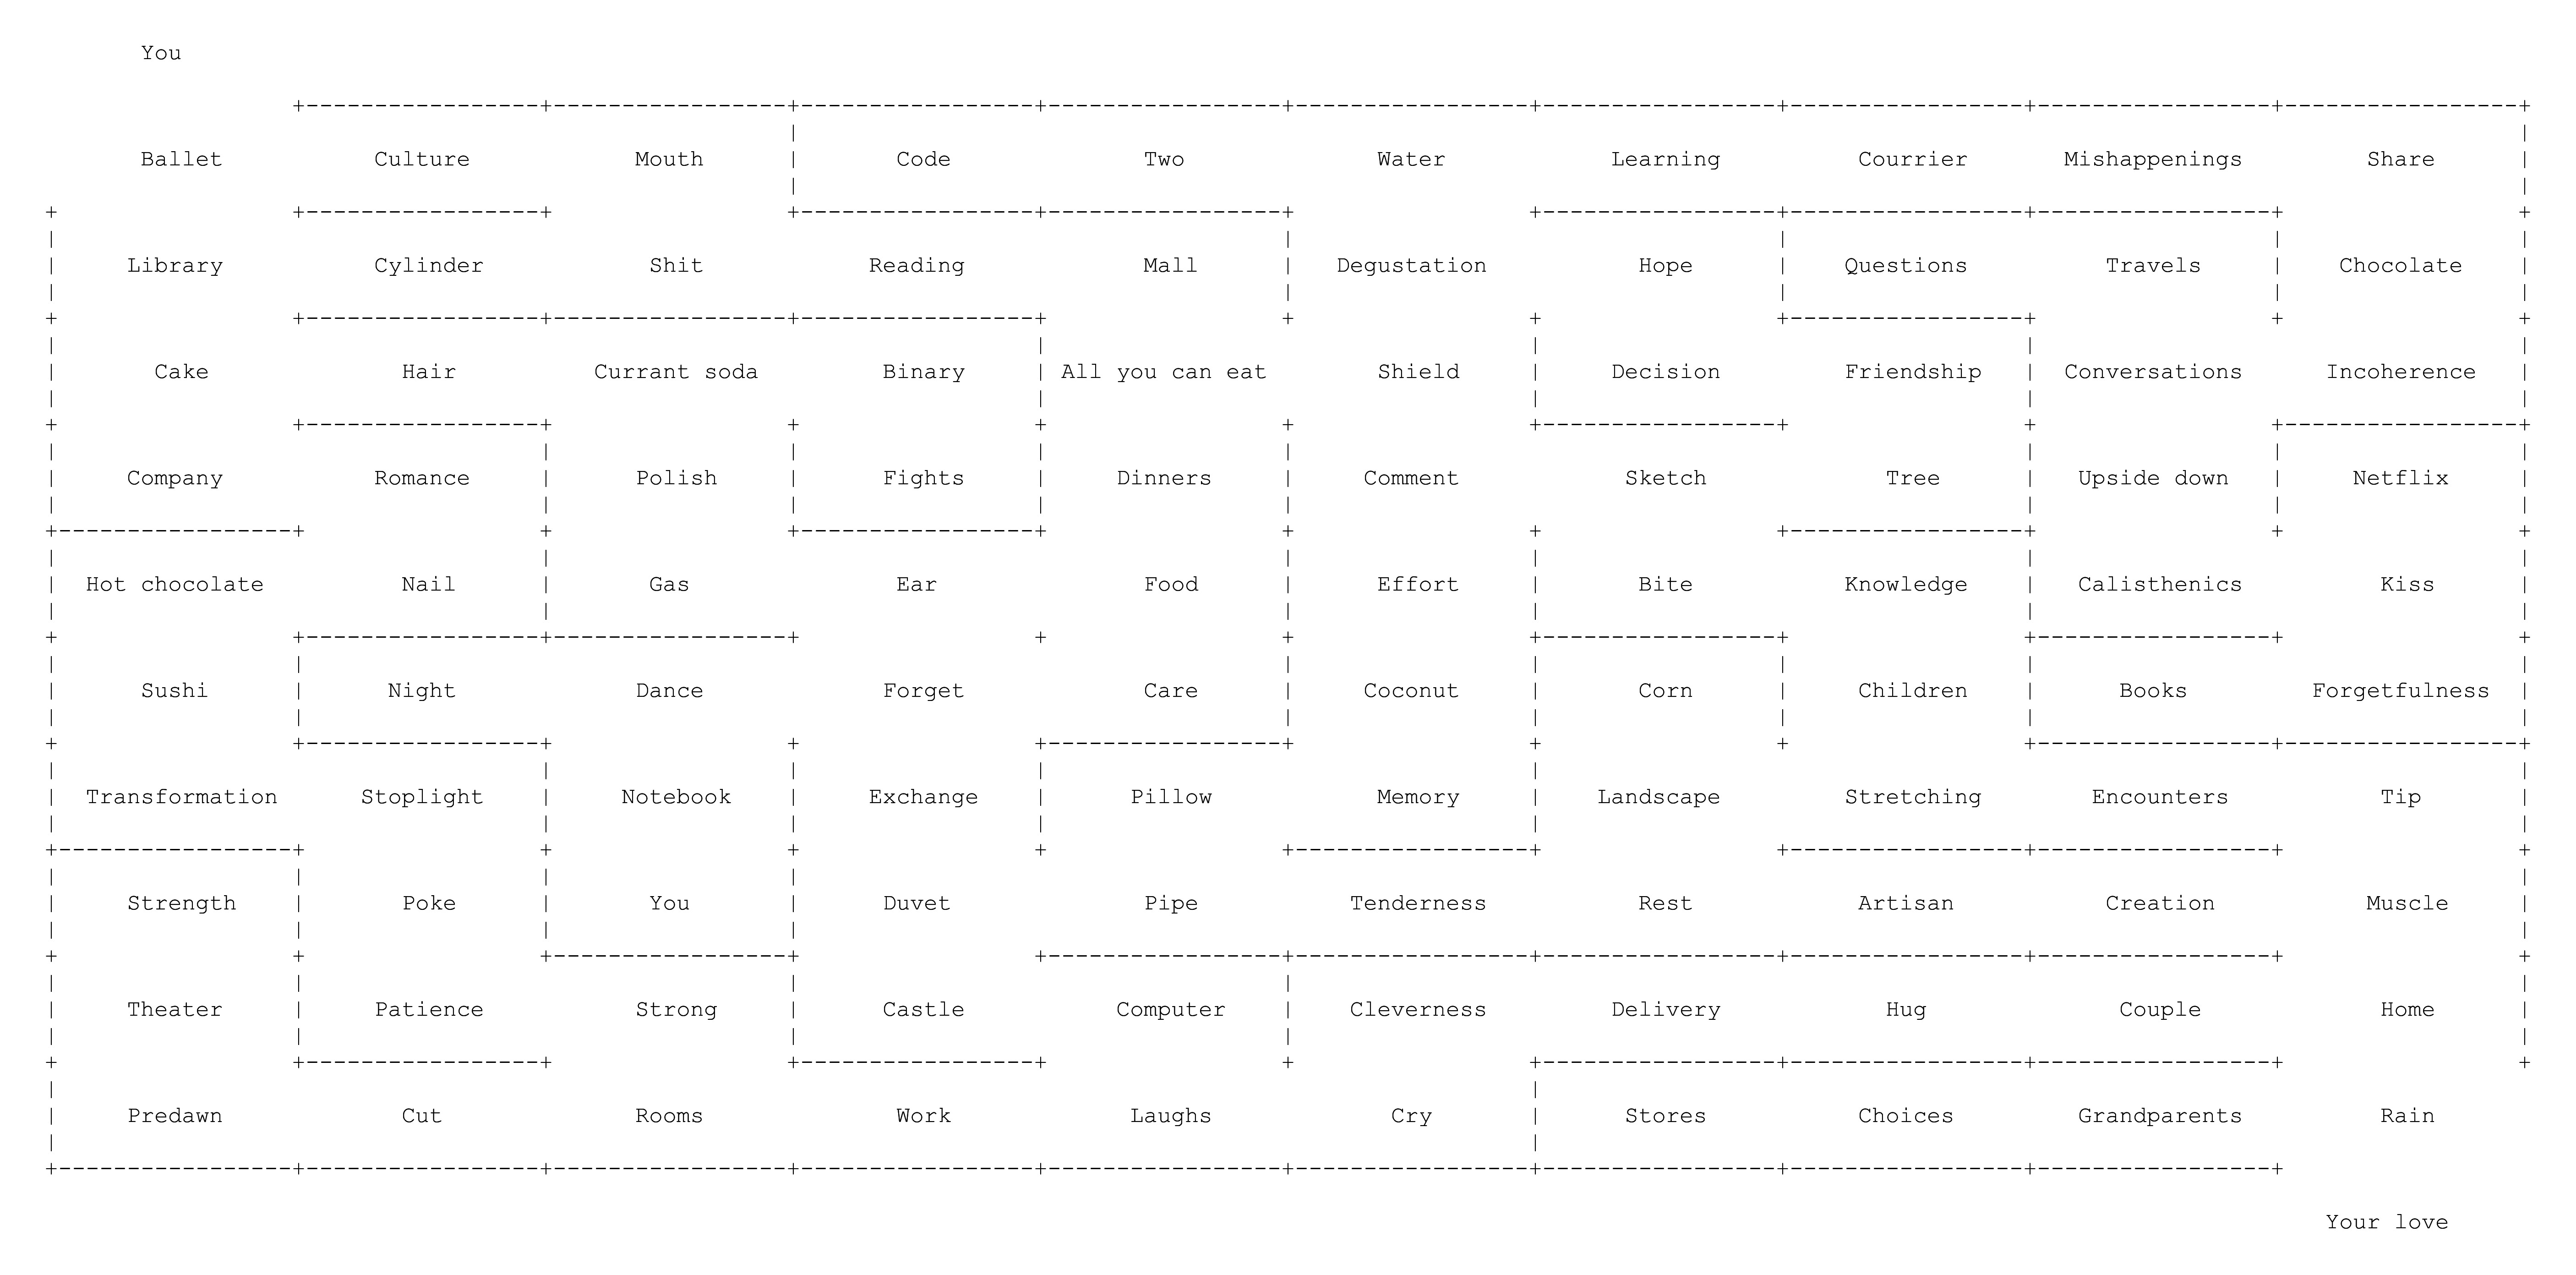 You
Ballet Culture Mouth Code Two Water Learning Courrier Mishappenings Share
Library Cylinder Shit Reading Mall Degustation Hope Questions Travels Chocolate
Cake Hair Currant soda Binary All you can eat Shield Decision Friendship Conversations Incoherence
Company Romance Polish Fights Dinners Comment Sketch Tree Upside down Netflix
Hot chocolate Nail Gas Ear Food Effort Bite Knowledge Calisthenics Kiss
Sushi Night Dance Forget Care Coconut Corn Children Books Forgetfulness
Transformation Stoplight Notebook Exchange Pillow Memory Landscape Stretching Encounters Tip
Strength Poke You Duvet Pipe Tenderness Rest Artisan Creation Muscle
Theater Patience Strong Castle Computer Cleverness Delivery Hug Couple Home
Predawn Cut Rooms Work Laughs Cry Stores Choices Grandparents Rain
Your love